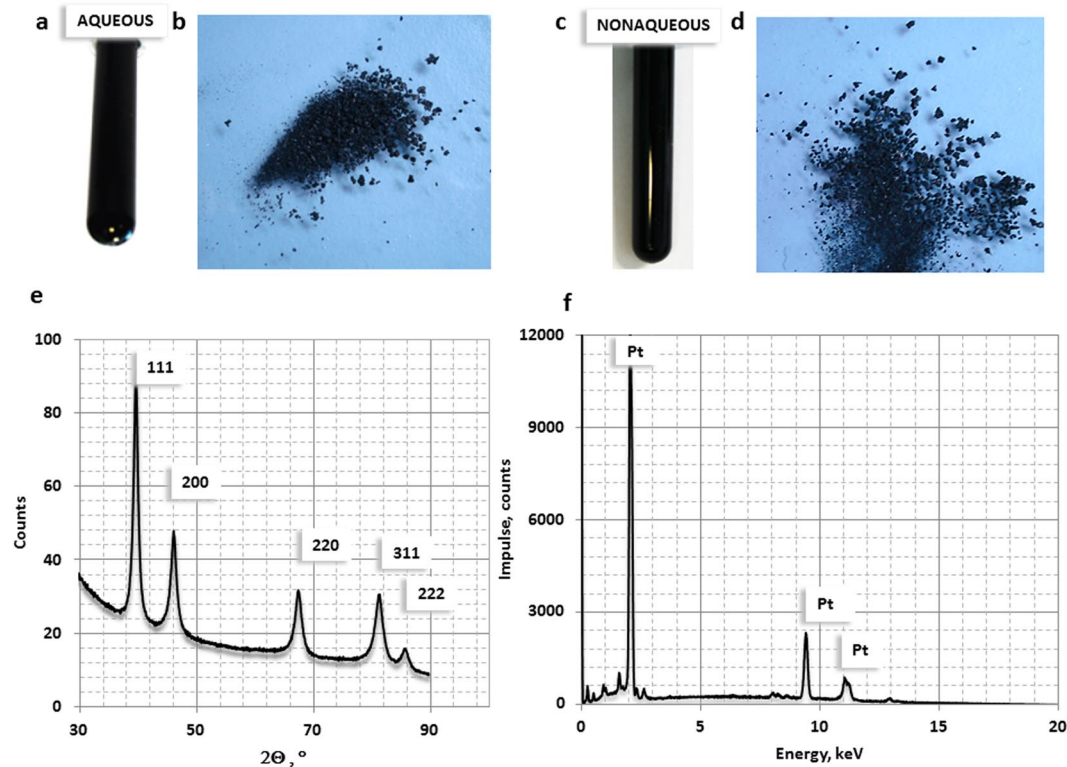 a
AQUEOUS
b
c
NONAQUEOUS
d
e
100
80
60
40
20
0
Counts
111
200
220
311
222
30
50
70
90
2Θ, °
f
12000
9000
6000
3000
0
Impulse, counts
Pt
Pt
Pt
0
5
10
15
20
Energy, keV